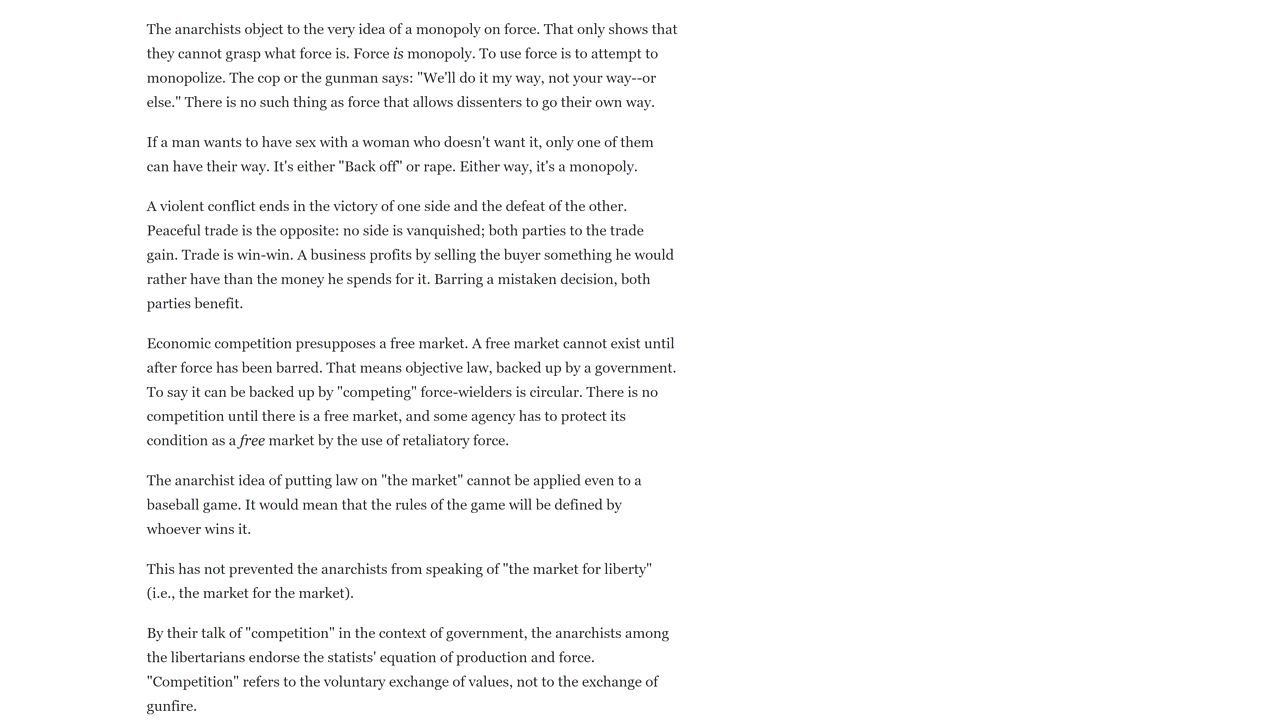 The anarchists object to the very idea of a monopoly on force. That only shows that
they cannot grasp what force is. Force is monopoly. To use force is to attempt to
monopolize. The cop or the gunman says: "We'll do it my way, not your way--or
else." There is no such thing as force that allows dissenters to go their own way.
If a man wants to have sex with a woman who doesn't want it, only one of them
can have their way. It's either "Back off" or rape. Either way, it's a monopoly.
A violent conflict ends in the victory of one side and the defeat of the other.
Peaceful trade is the opposite: no side is vanquished; both parties to the trade
gain. Trade is win-win. A business profits by selling the buyer something he would
rather have than the money he spends for it. Barring a mistaken decision, both
parties benefit.
Economic competition presupposes a free market. A free market cannot exist until
after force has been barred. That means objective law, backed up by a government.
To say it can be backed up by "competing" force-wielders is circular. There is no
competition until there is a free market, and some agency has to protect its
condition as a free market by the use of retaliatory force.
The anarchist idea of putting law on "the market" cannot be applied even to a
baseball game. It would mean that the rules of the game will be defined by
whoever wins it.
This has not prevented the anarchists from speaking of "the market for liberty"
(i.e., the market for the market).
By their talk of "competition" in the context of government, the anarchists among
the libertarians endorse the statists' equation of production and force.
"Competition" refers to the voluntary exchange of values, not to the exchange of
gunfire.